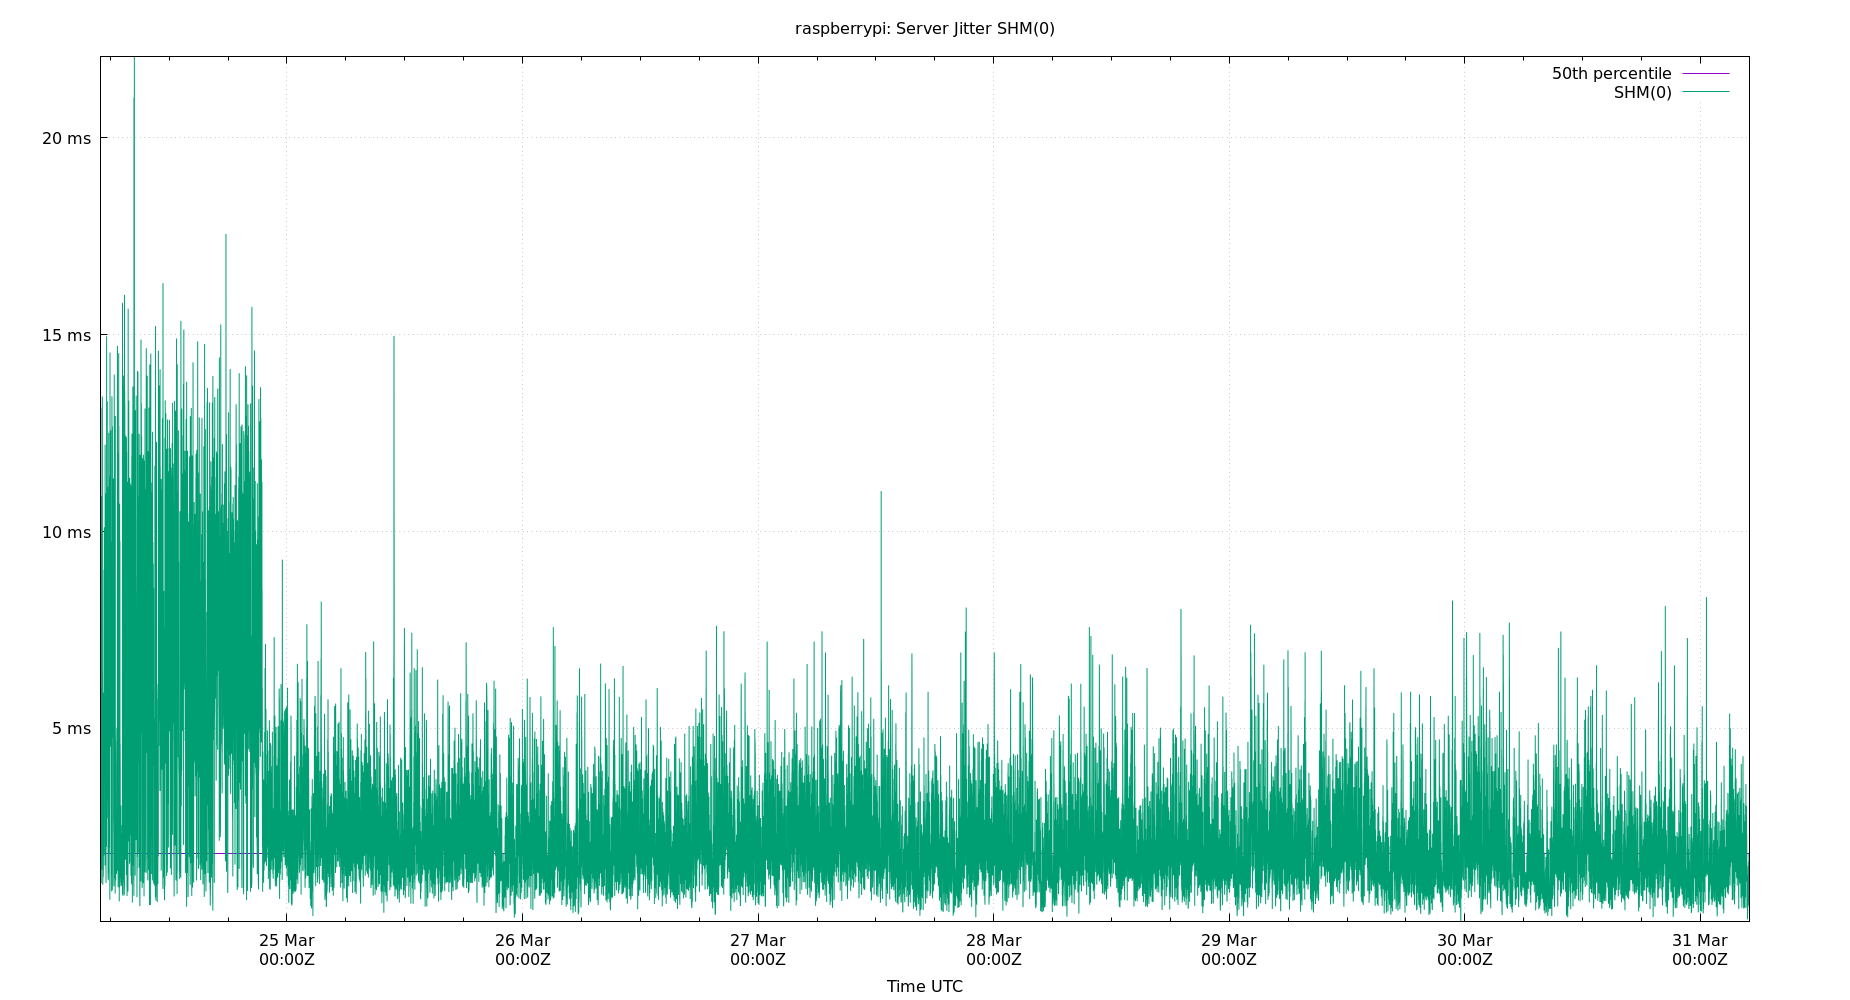 raspberrypi: Server Jitter SHM(0)
50th percentile
SHM(0)
20 ms
15 ms
10 ms
5 ms
25 Mar 26 Mar 27 Mar 28 Mar 29 Mar 30 Mar 31 Mar
00:00Z 00:00Z 00:00Z 00:00Z 00:00Z 00:00Z 00:00Z
Time UTC